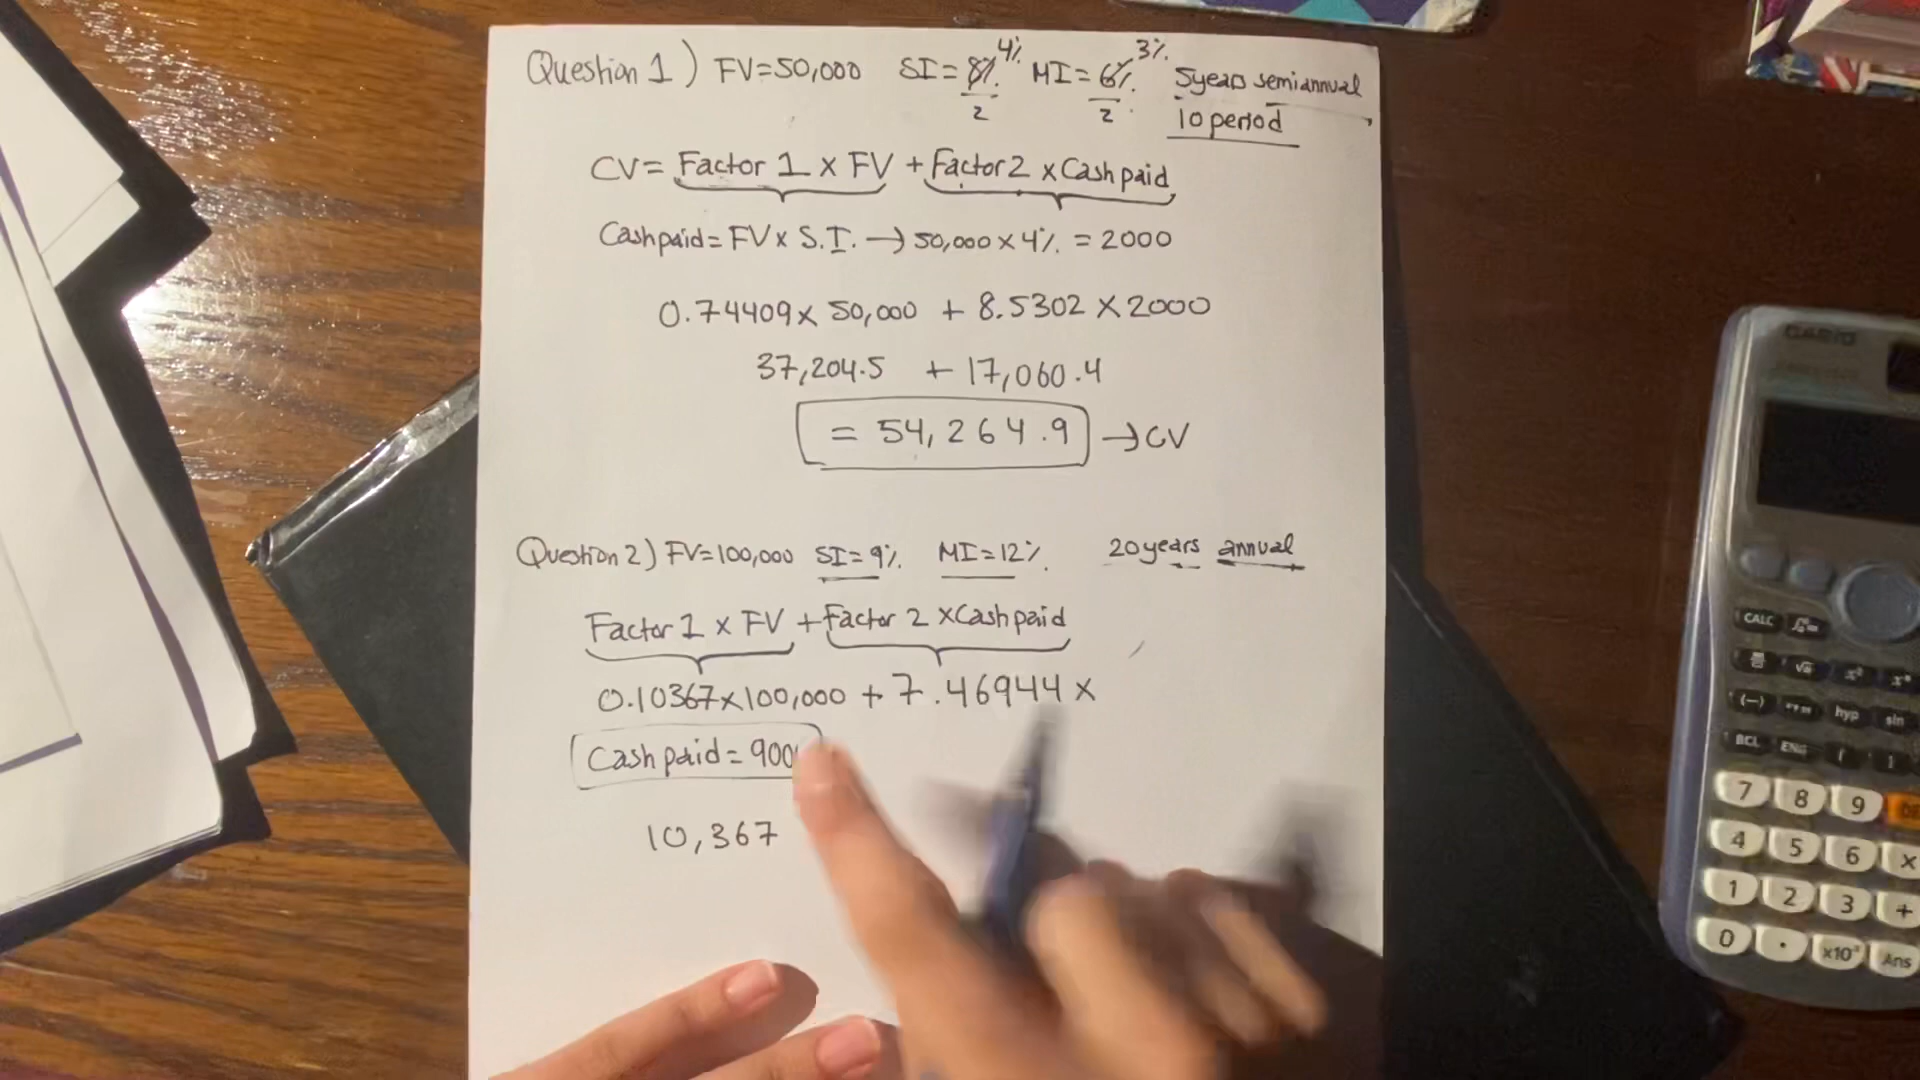 Question 1) FV=50,000 SI=8%/2 4% MI=6%/2 3% 5years semiannual
10 period
CV= Factor 1 x FV + Factor 2 x Cash paid
Cash paid = FV x S.I. → 50,000 x 4% = 2000
0.74409 x 50,000 + 8.5302 x 2000
37,204.5 + 17,060.4
= 54,264.9 → CV
Question 2) FV=100,000 SI=9% MI=12% 20years annual
Factor 1 x FV + Factor 2 x Cash paid
0.10367x100,000 + 7.46944 x
Cash paid = 900
10,367
CASIO
CALC
(−) hyp sin
ENG ( )
7 8 9
4 5 6 ×
1 2 3 +
0 . Ans